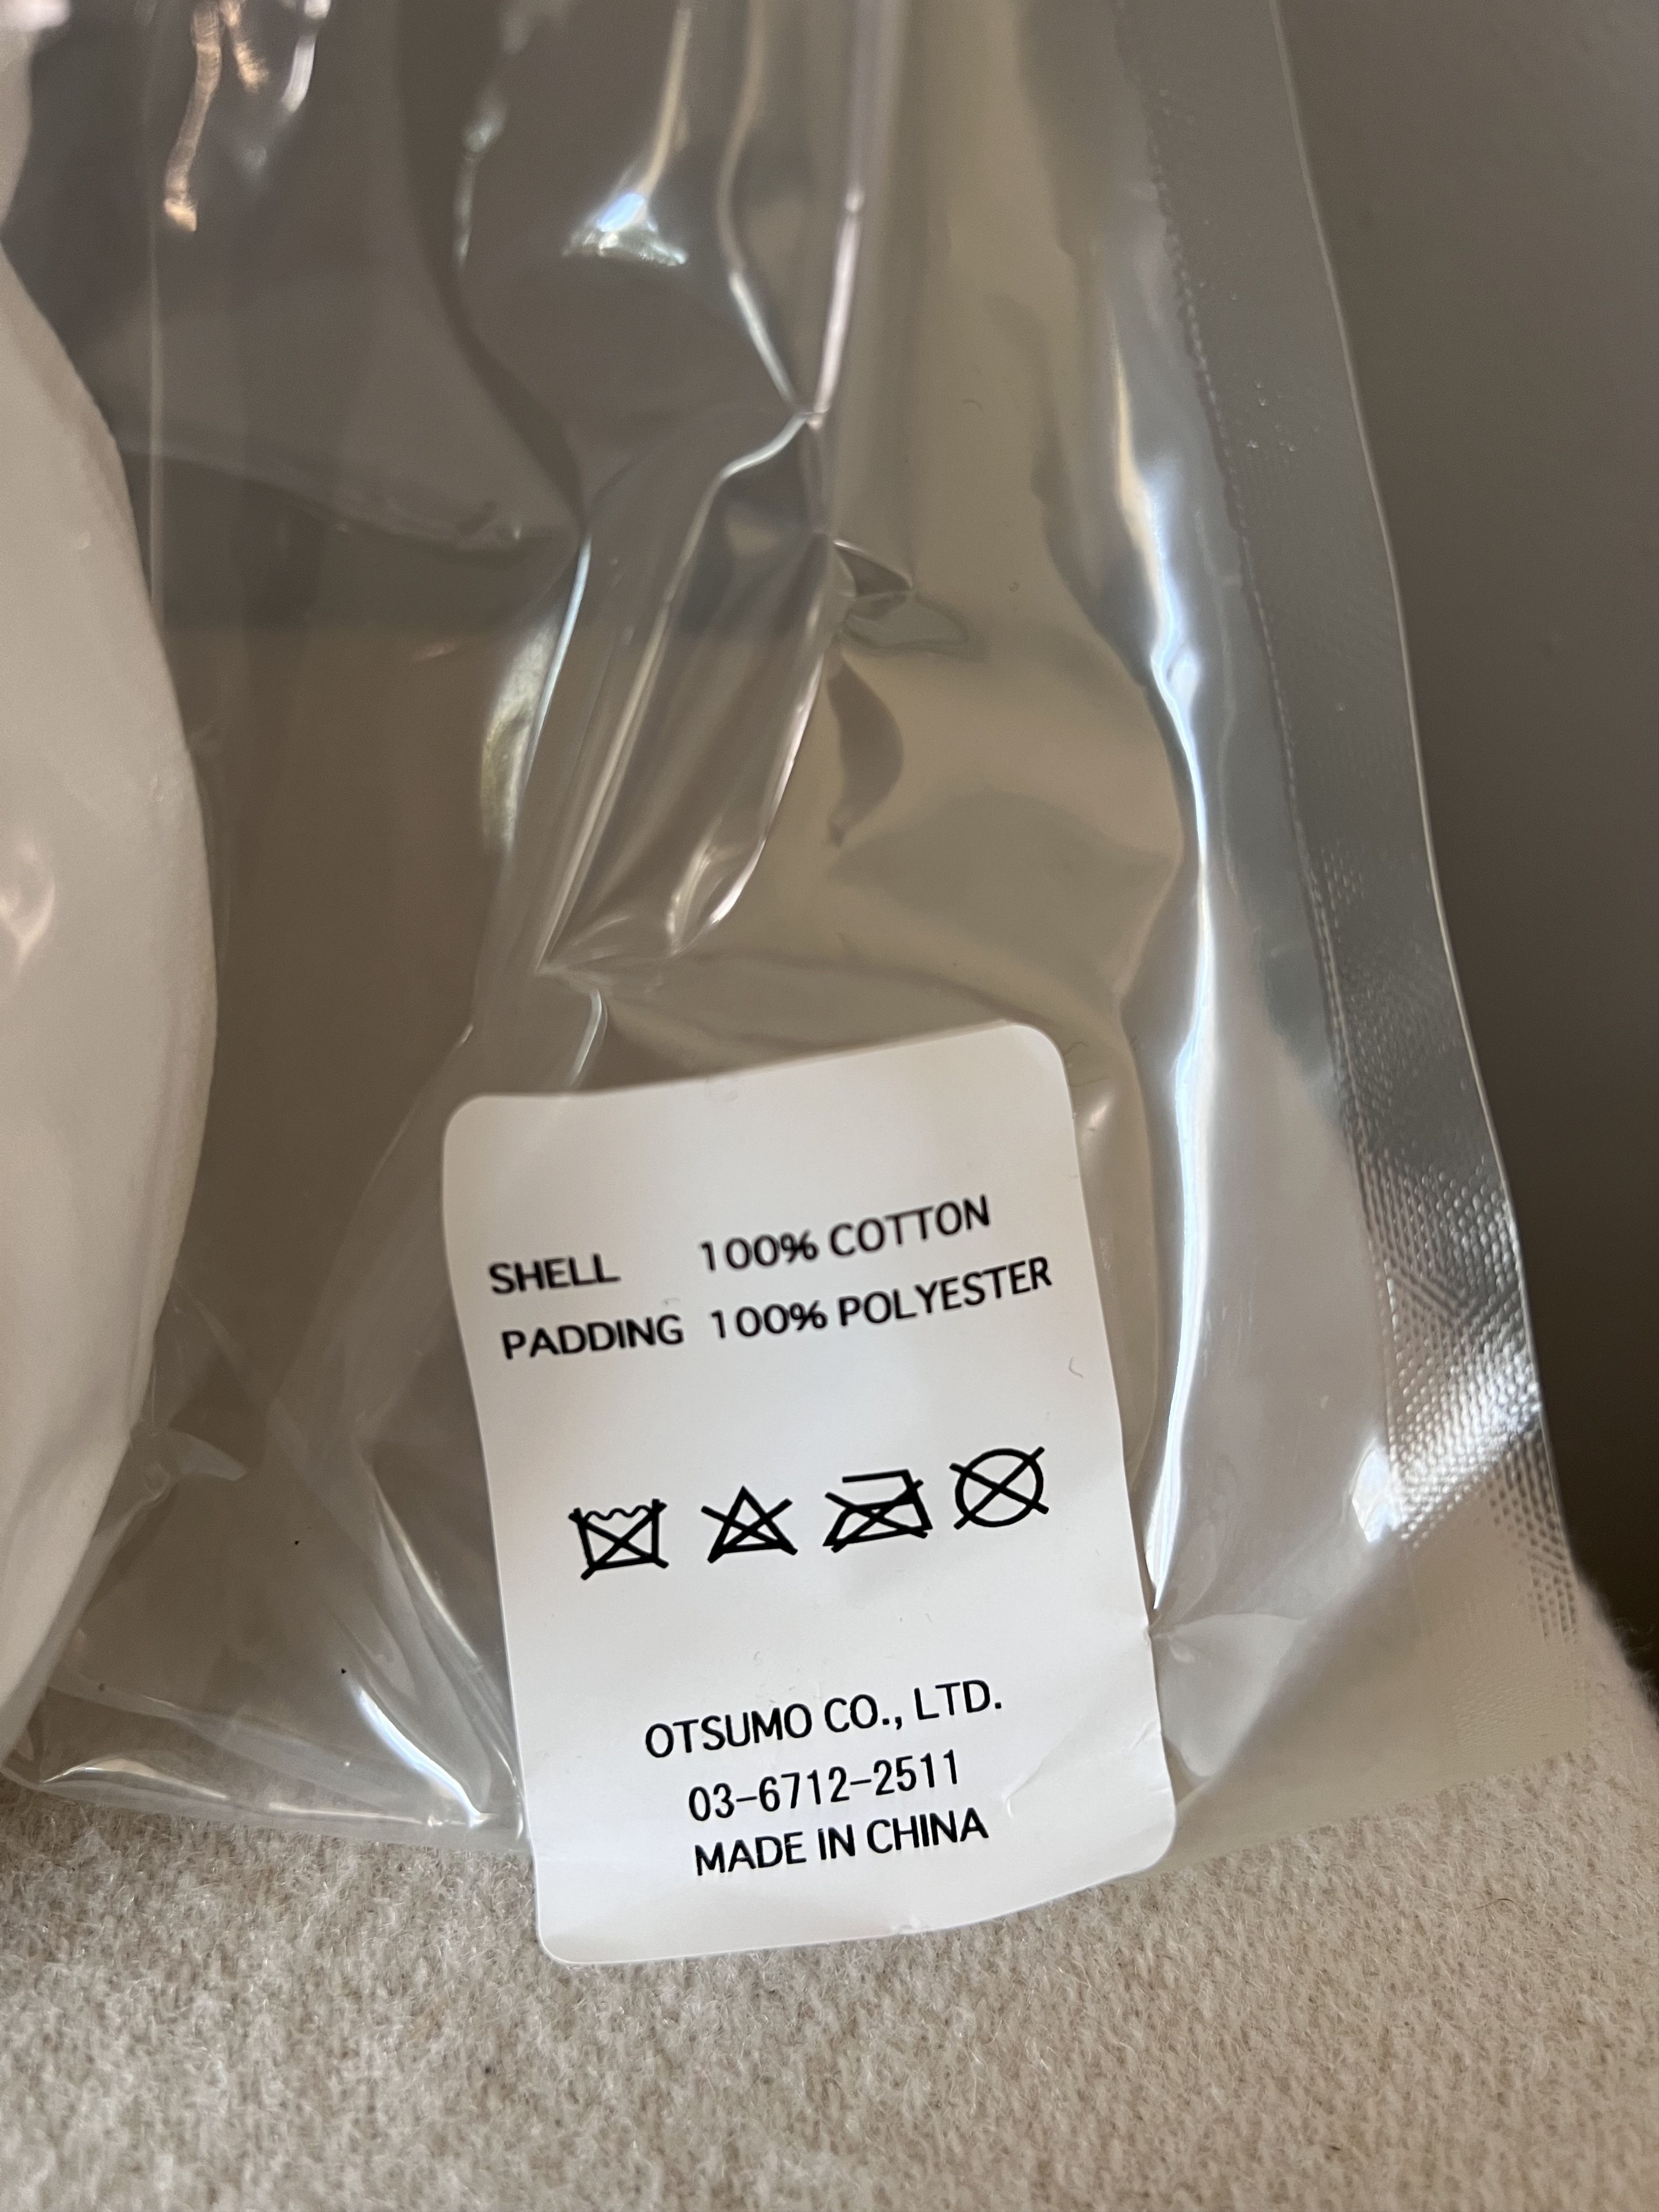 SHELL 100% COTTON
PADDING 100% POLYESTER
OTSUMO CO., LTD.
03-6712-2511
MADE IN CHINA